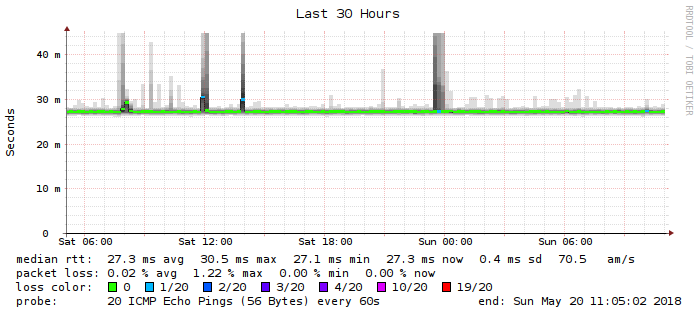 Last 30 Hours
RRDTOOL / TOBI OETIKER
Seconds
40 m
30 m
20 m
10 m
0
Sat 06:00 Sat 12:00 Sat 18:00 Sun 00:00 Sun 06:00
median rtt: 27.3 ms avg 30.5 ms max 27.1 ms min 27.3 ms now 0.4 ms sd 70.5 am/s
packet loss: 0.02 % avg 1.22 % max 0.00 % min 0.00 % now
loss color: 0 1/20 2/20 3/20 4/20 10/20 19/20
probe: 20 ICMP Echo Pings (56 Bytes) every 60s end: Sun May 20 11:05:02 2018